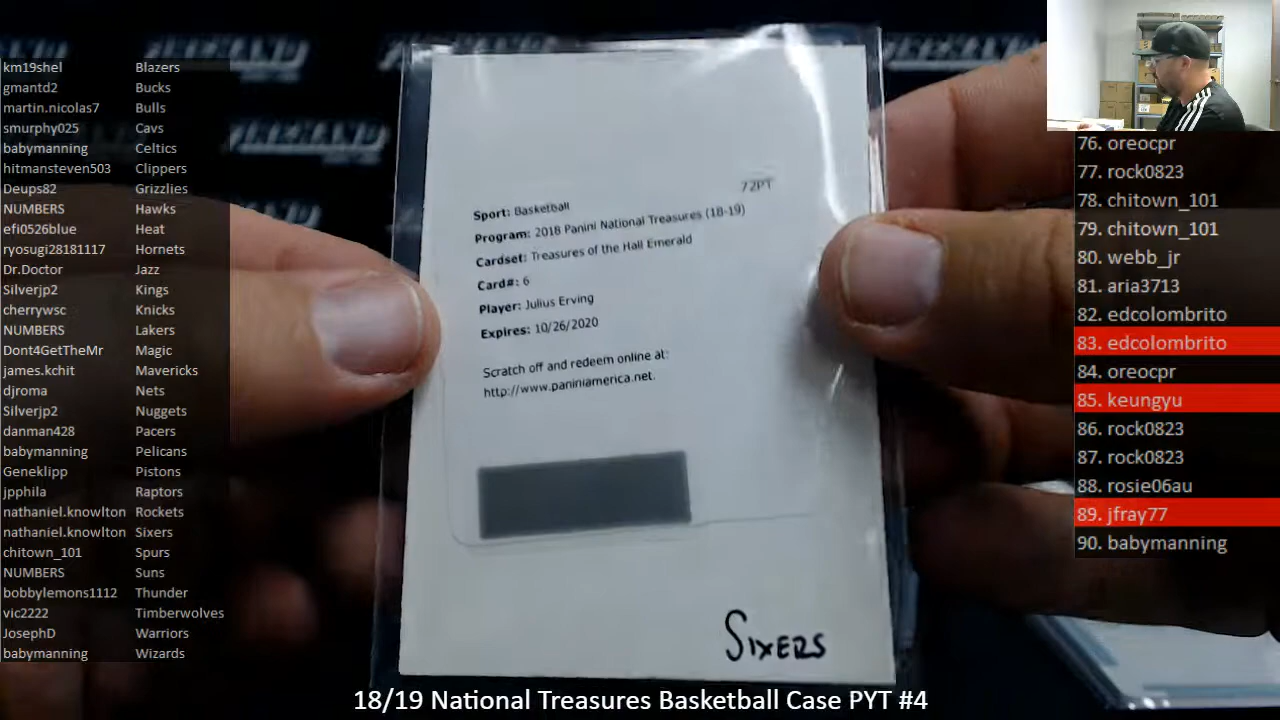 km19shel Blazers
gmantd2 Bucks
martin.nicolas7 Bulls
smurphy025 Cavs
babymanning Celtics
hitmansteven503 Clippers
Deups82 Grizzlies
NUMBERS Hawks
efi0526blue Heat
ryosugi28181117 Hornets
Dr.Doctor Jazz
Silverjp2 Kings
cherrywsc Knicks
NUMBERS Lakers
Dont4GetTheMr Magic
james.kchit Mavericks
djroma Nets
Silverjp2 Nuggets
danman428 Pacers
babymanning Pelicans
Geneklipp Pistons
jpphila Raptors
nathaniel.knowlton Rockets
nathaniel.knowlton Sixers
chitown_101 Spurs
NUMBERS Suns
bobbylemons1112 Thunder
vic2222 Timberwolves
JosephD Warriors
babymanning Wizards
72PT
Sport: Basketball
Program: 2018 Panini National Treasures (18-19)
Cardset: Treasures of the Hall Emerald
Card#: 6
Player: Julius Erving
Expires: 10/26/2020
Scratch off and redeem online at:
http://www.paniniamerica.net.
SIXERS
76. oreocpr
77. rock0823
78. chitown_101
79. chitown_101
80. webb_jr
81. aria3713
82. edcolombrito
83. edcolombrito
84. oreocpr
85. keungyu
86. rock0823
87. rock0823
88. rosie06au
89. jfray77
90. babymanning
18/19 National Treasures Basketball Case PYT #4